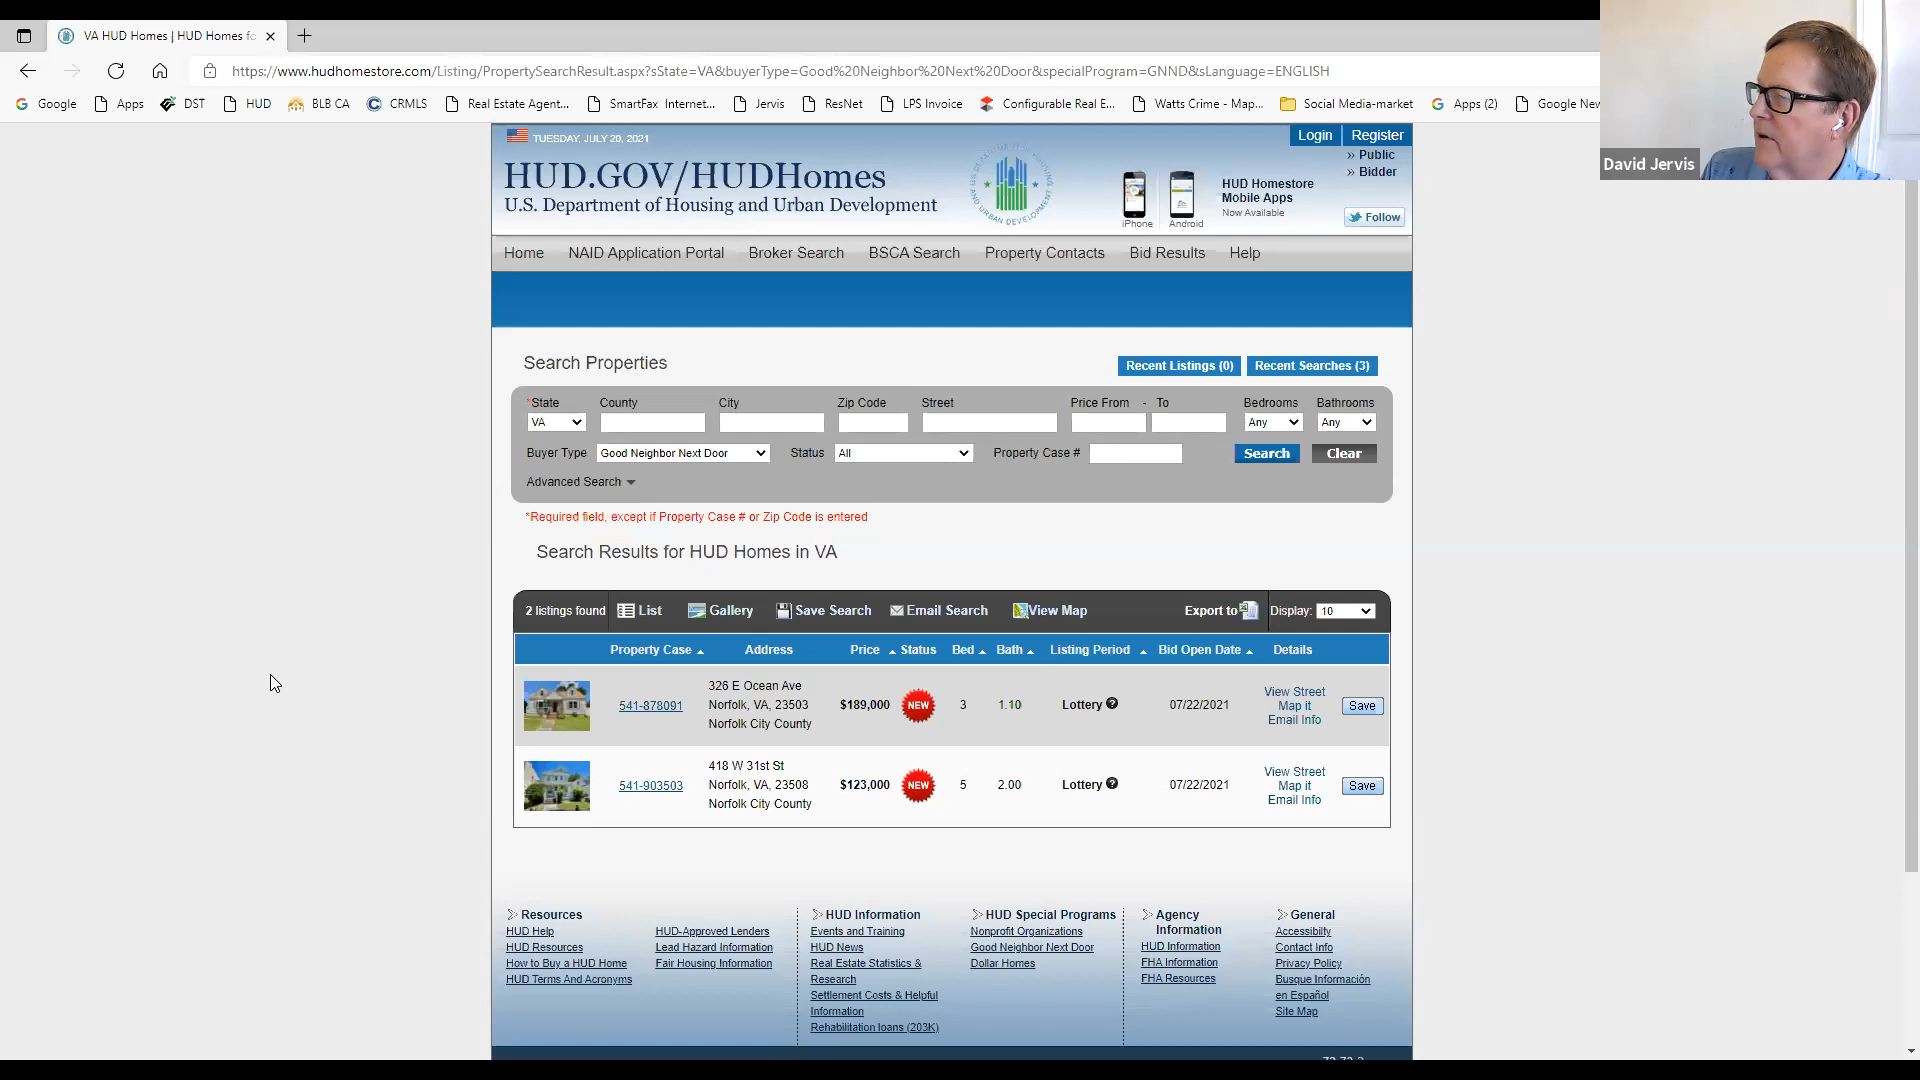 VA HUD Homes | HUD Homes fo
https://www.hudhomestore.com/Listing/PropertySearchResult.aspx?sState=VA&buyerType=Good%20Neighbor%20Next%20Door&specialProgram=GNND&sLanguage=ENGLISH
Google Apps DST HUD BLB CA CRMLS Real Estate Agent... SmartFax Internet... Jervis ResNet LPS Invoice Configurable Real E... Watts Crime - Map... Social Media-market Apps (2) Google New
David Jervis
TUESDAY, JULY 20, 2021
Login Register
» Public
» Bidder
HUD.GOV/HUDHomes
U.S. Department of Housing and Urban Development
iPhone Android
HUD Homestore
Mobile Apps
Now Available
Follow
Home NAID Application Portal Broker Search BSCA Search Property Contacts Bid Results Help
Search Properties
Recent Listings (0) Recent Searches (3)
*State County City Zip Code Street Price From - To Bedrooms Bathrooms
VA Any Any
Buyer Type Good Neighbor Next Door Status All Property Case # Search Clear
Advanced Search
*Required field, except if Property Case # or Zip Code is entered
Search Results for HUD Homes in VA
2 listings found List Gallery Save Search Email Search View Map Export to Display: 10
Property Case Address Price Status Bed Bath Listing Period Bid Open Date Details
541-878091
326 E Ocean Ave
Norfolk, VA, 23503
Norfolk City County
$189,000 NEW 3 1.10 Lottery ? 07/22/2021
View Street
Map it
Email Info
Save
541-903503
418 W 31st St
Norfolk, VA, 23508
Norfolk City County
$123,000 NEW 5 2.00 Lottery ? 07/22/2021
View Street
Map it
Email Info
Save
Resources
HUD Help
HUD Resources
How to Buy a HUD Home
HUD Terms And Acronyms
HUD-Approved Lenders
Lead Hazard Information
Fair Housing Information
HUD Information
Events and Training
HUD News
Real Estate Statistics &
Research
Settlement Costs & Helpful
Information
Rehabilitation loans (203K)
HUD Special Programs
Nonprofit Organizations
Good Neighbor Next Door
Dollar Homes
Agency
Information
HUD Information
FHA Information
FHA Resources
General
Accessibilty
Contact Info
Privacy Policy
Busque Información
en Español
Site Map